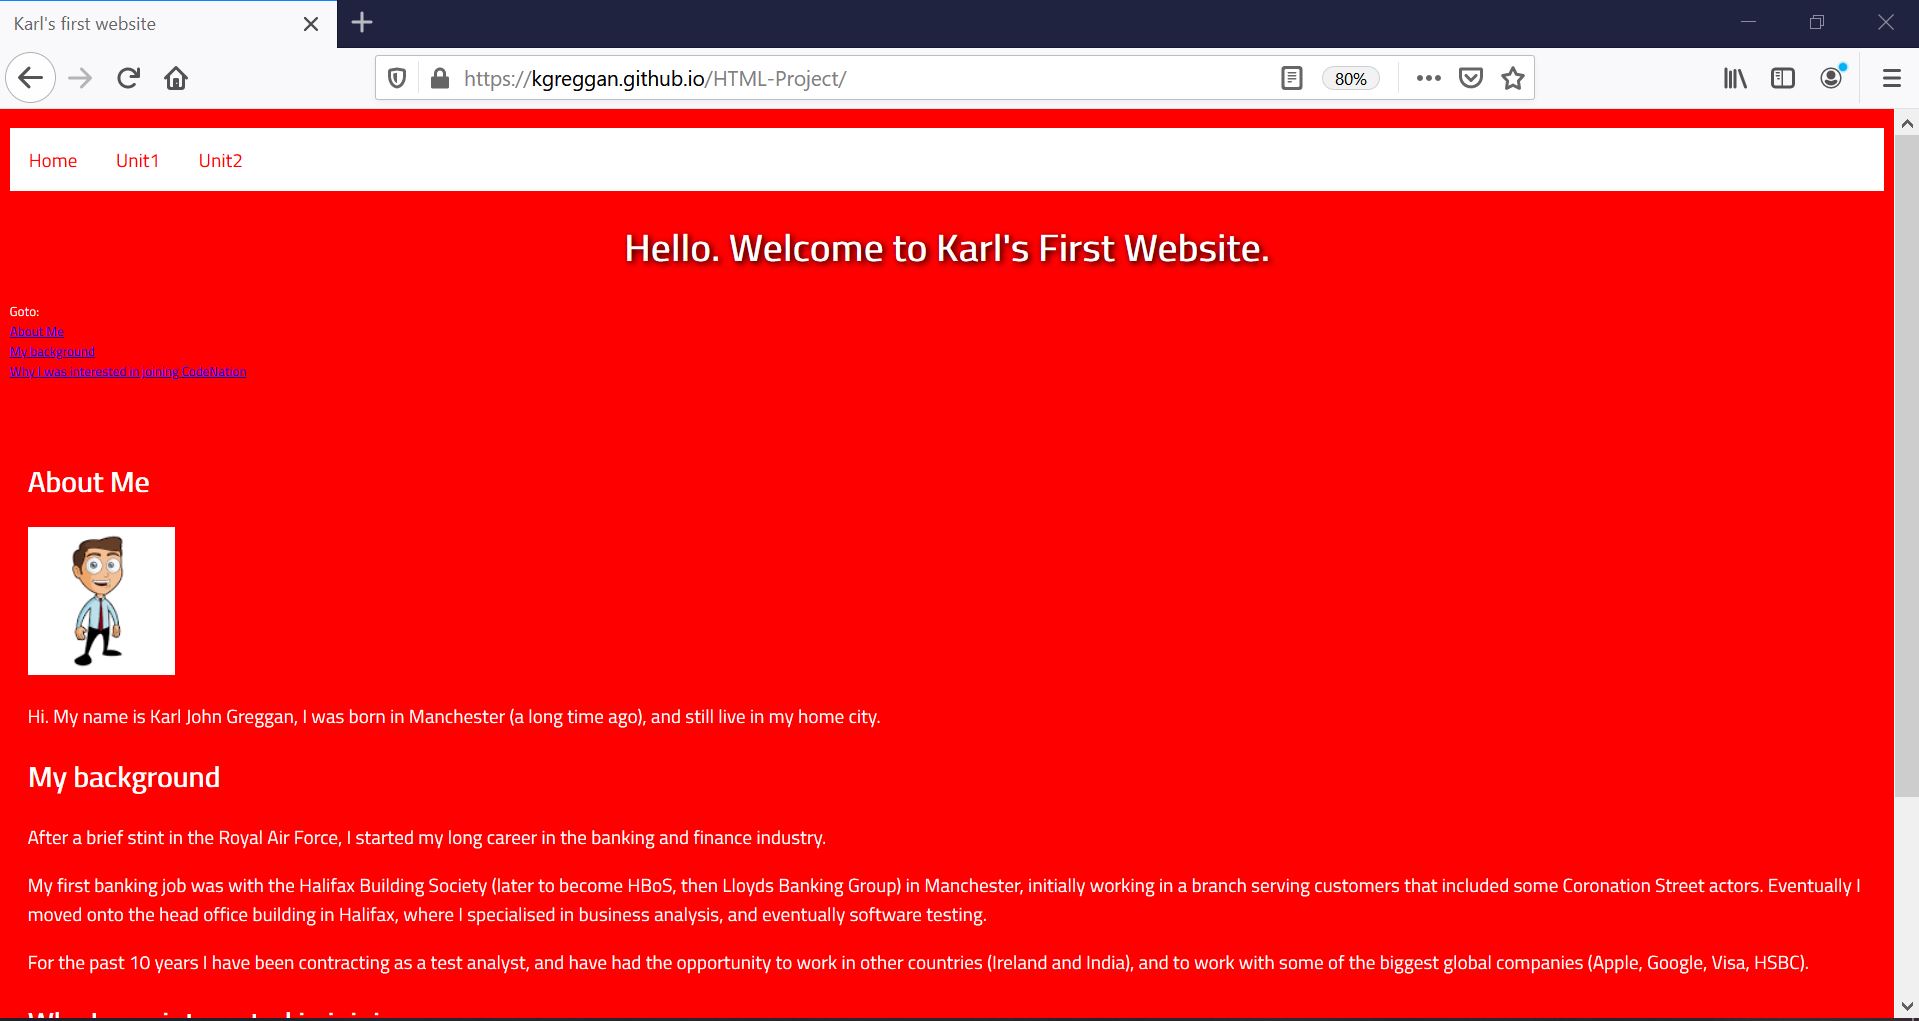 Karl's first website
https://kgreggan.github.io/HTML-Project/
80%
Home Unit1 Unit2
Hello. Welcome to Karl's First Website.
Goto:
About Me
My background
Why I was interested in joining CodeNation
About Me
Hi. My name is Karl John Greggan, I was born in Manchester (a long time ago), and still live in my home city.
My background
After a brief stint in the Royal Air Force, I started my long career in the banking and finance industry.
My first banking job was with the Halifax Building Society (later to become HBoS, then Lloyds Banking Group) in Manchester, initially working in a branch serving customers that included some Coronation Street actors. Eventually I
moved onto the head office building in Halifax, where I specialised in business analysis, and eventually software testing.
For the past 10 years I have been contracting as a test analyst, and have had the opportunity to work in other countries (Ireland and India), and to work with some of the biggest global companies (Apple, Google, Visa, HSBC).